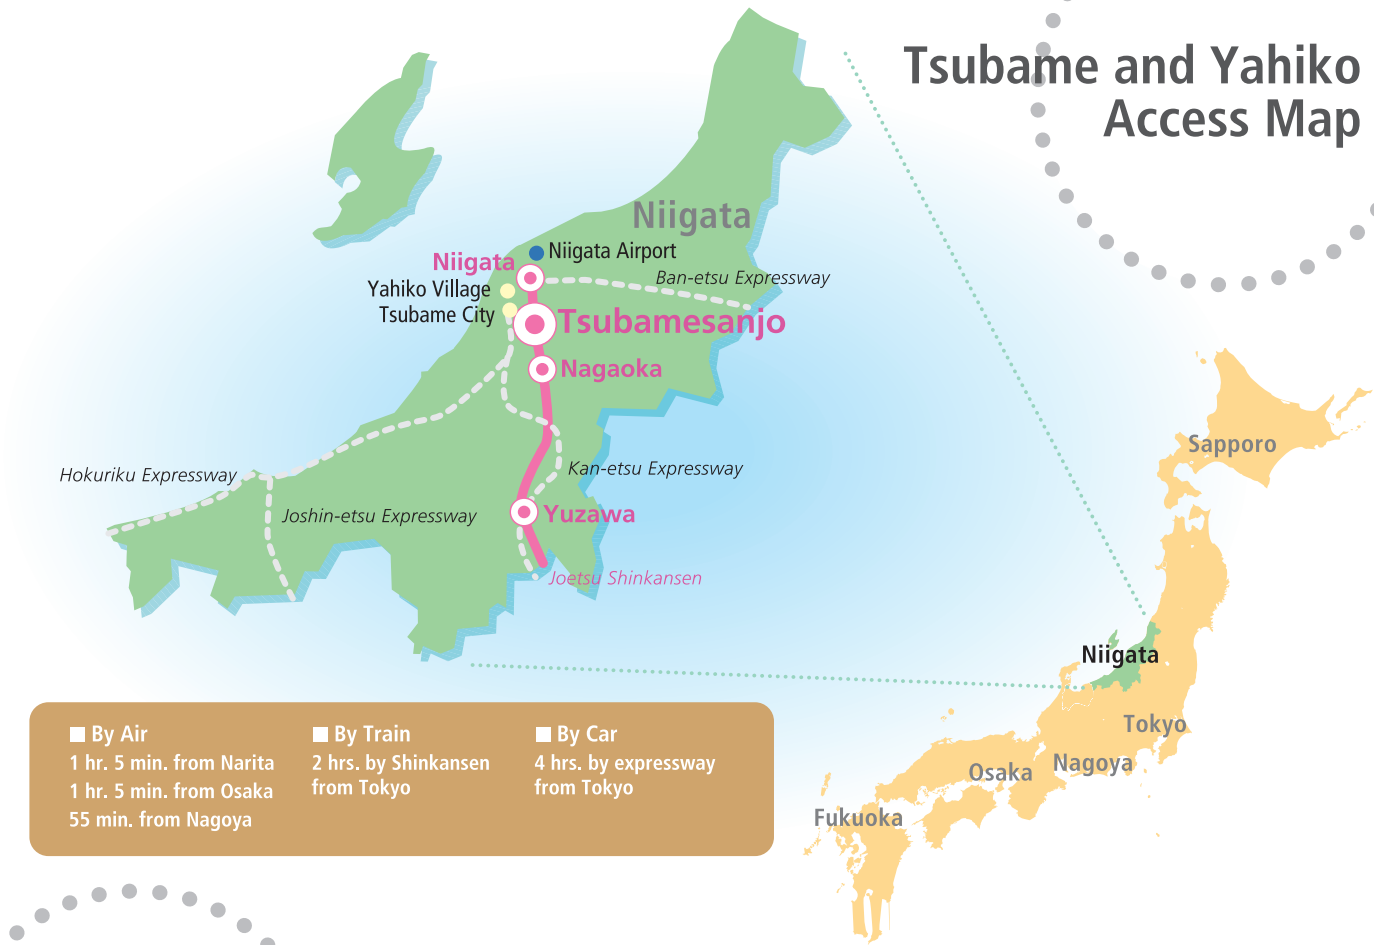 Tsubame and Yahiko
Access Map
Niigata
Niigata Airport
Niigata
Ban-etsu Expressway
Yahiko Village
Tsubame City
Tsubamesanjo
Nagaoka
Hokuriku Expressway
Kan-etsu Expressway
Joshin-etsu Expressway
Yuzawa
Joetsu Shinkansen
Sapporo
Niigata
Tokyo
Nagoya
Osaka
Fukuoka
By Air
1 hr. 5 min. from Narita
1 hr. 5 min. from Osaka
55 min. from Nagoya
By Train
2 hrs. by Shinkansen
from Tokyo
By Car
4 hrs. by expressway
from Tokyo